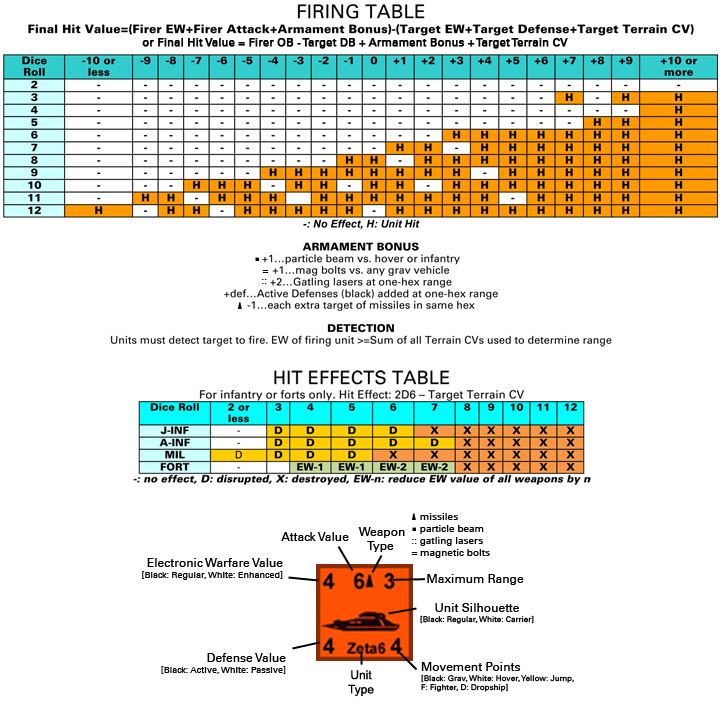 FIRING TABLE
Final Hit Value=(Firer EW+Firer Attack+Armament Bonus)-(Target EW+Target Defense+Target Terrain CV)
or Final Hit Value = Firer OB - Target DB + Armament Bonus + Target Terrain CV
Dice Roll -10 or less -9 -8 -7 -6 -5 -4 -3 -2 -1 0 +1 +2 +3 +4 +5 +6 +7 +8 +9 +10 or more
2 - - - - - - - - - - - - - - - - - - - - -
3 - - - - - - - - - - - - - - - - - H - H H
4 - - - - - - - - - - - - - - - - - - - - H
5 - - - - - - - - - - - - - - - - - - H H H
6 - - - - - - - - - - - - - H H H H H H H H
7 - - - - - - - - - - - H H - H H H H H H H
8 - - - - - - - - - H H - H H H H H H H H H
9 - - - - - - H H H H H H H H - H H H H H H
10 - - - H H H - H H - H H - H H H H H H H H
11 - H H - H H H H H H H H H H - H H H H H
12 H - H H - H H H H H - H H H H H H H H H H
-: No Effect, H: Unit Hit
ARMAMENT BONUS
▪ +1...particle beam vs. hover or infantry
= +1...mag bolts vs. any grav vehicle
:: +2...Gatling lasers at one-hex range
+def...Active Defenses (black) added at one-hex range
-1...each extra target of missiles in same hex
DETECTION
Units must detect target to fire. EW of firing unit >=Sum of all Terrain CVs used to determine range
HIT EFFECTS TABLE
For infantry or forts only. Hit Effect: 2D6 – Target Terrain CV
Dice Roll 2 or less 3 4 5 6 7 8 9 10 11 12
J-INF - D D D D X X X X X X
A-INF - D D D D D X X X X X
MIL D D D D X X X X X X X
FORT - EW-1 EW-1 EW-2 EW-2 X X X X X
-: no effect, D: disrupted, X: destroyed, EW-n: reduce EW value of all weapons by n
missiles
▪ particle beam
:: gatling lasers
= magnetic bolts
Attack Value
Weapon Type
Electronic Warfare Value
[Black: Regular, White: Enhanced]
4 6 3
Maximum Range
Unit Silhouette
[Black: Regular, White: Carrier]
4 Zeta6 4
Defense Value
[Black: Active, White: Passive]
Unit Type
Movement Points
[Black: Grav, White: Hover, Yellow: Jump,
F: Fighter, D: Dropship]